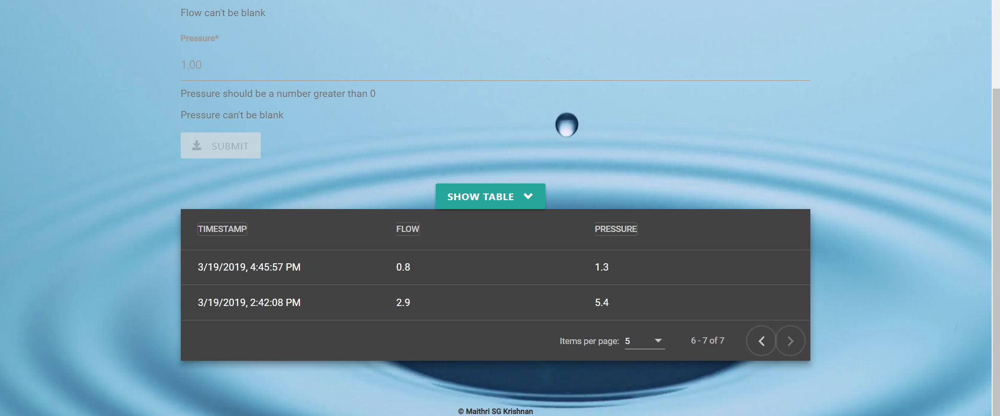 Flow can't be blank
Pressure*
1.00
Pressure should be a number greater than 0
Pressure can't be blank
SUBMIT
SHOW TABLE
TIMESTAMP FLOW PRESSURE
3/19/2019, 4:45:57 PM 0.8 1.3
3/19/2019, 2:42:08 PM 2.9 5.4
Items per page: 5 6 - 7 of 7
© Maithri SG Krishnan